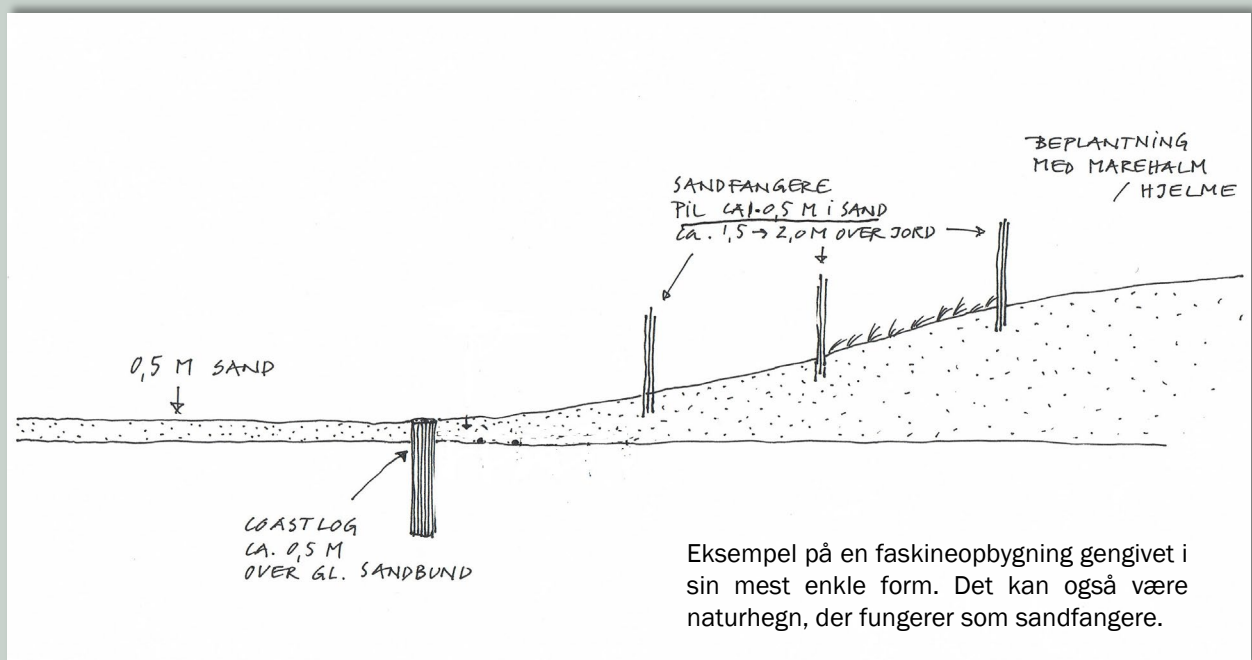 BEPLANTNING
MED MAREHALM
/ HJELME
SANDFANGERE
PIL CA. 0,5 M i SAND
Ca. 1,5 → 2,0 M OVER JORD
0,5 M SAND
COASTLOG
CA. 0,5 M
OVER GL. SANDBUND
Eksempel på en faskineopbygning gengivet i
sin mest enkle form. Det kan også være
naturhegn, der fungerer som sandfangere.